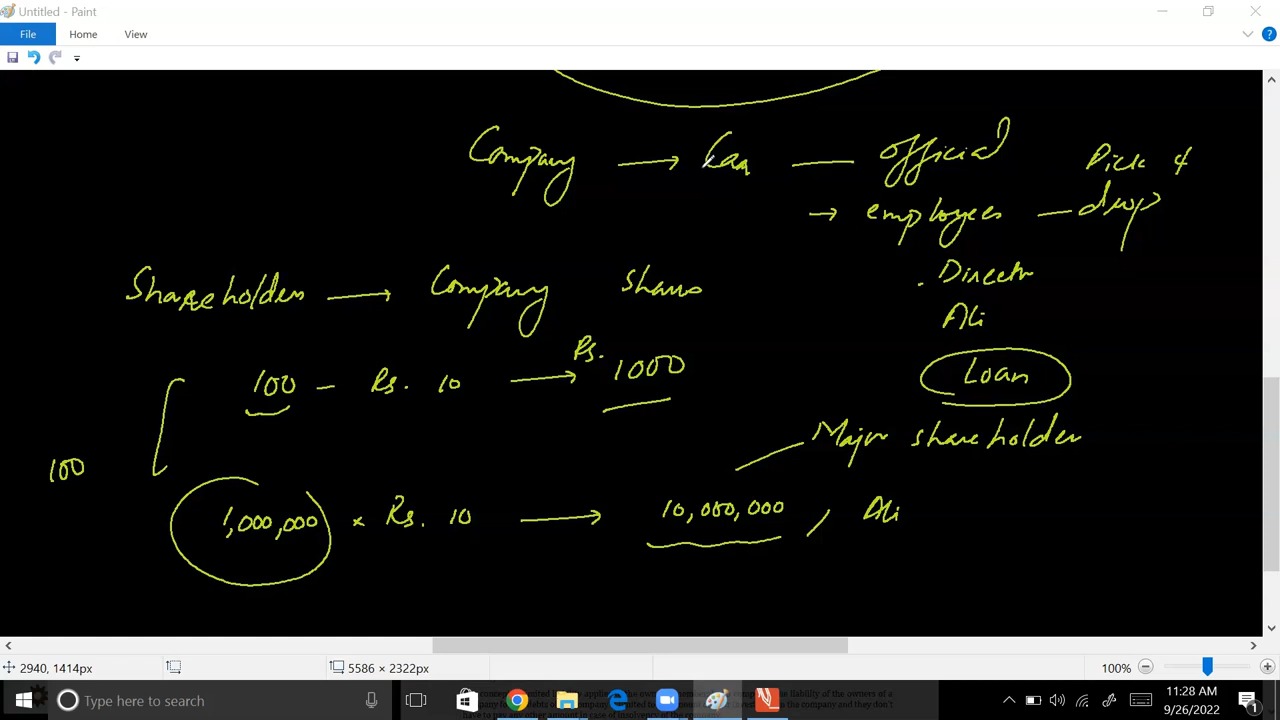 Untitled - Paint
File Home View
Company → Car — official
Pick &
→ employees — drop
Shareholders → Company shares
. Director
Ali
100 - Rs. 10 → Rs. 1000
Loan
Major shareholder
100
1,000,000 × Rs. 10 → 10,000,000 , Ali
2940, 1414px
5586 × 2322px
100%
Type here to search
11:28 AM
9/26/2022